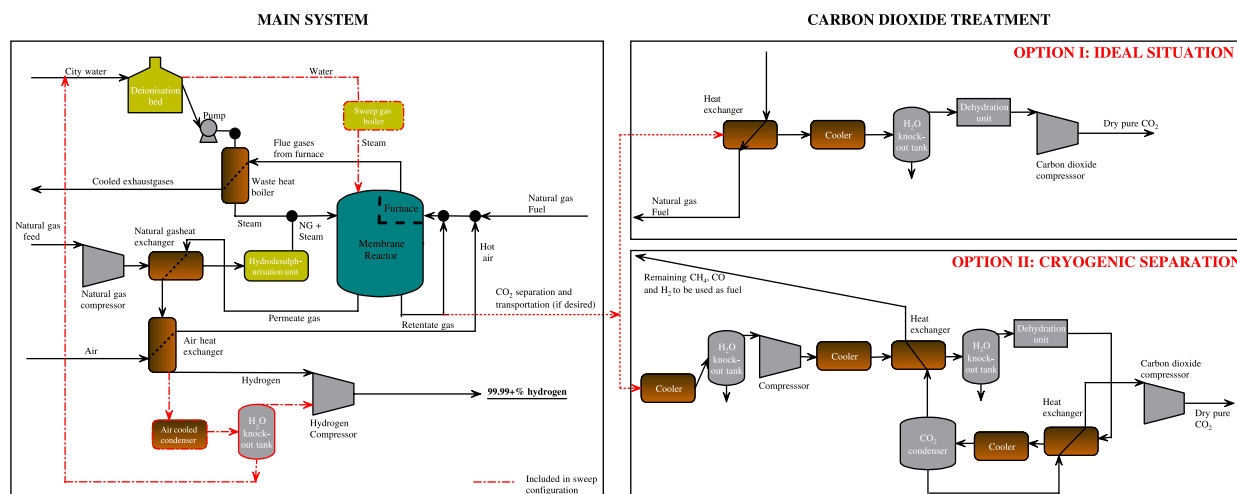 MAIN SYSTEM
CARBON DIOXIDE TREATMENT
City water
Deionisation
bed
Water
Pump
Sweep gas
boiler
Steam
Flue gases
from furnace
Cooled exhaustgases
Waste heat
boiler
Steam
NG +
Steam
Furnace
Membrane
Reactor
Natural gas
Fuel
Hot
air
Natural gas
feed
Natural gasheat
exchanger
Hydrodesulph-
urisation unit
Natural gas
compressor
Permeate gas
Retentate gas
CO2 separation and
transportation (if desired)
Air
Air heat
exchanger
Hydrogen
99.99+% hydrogen
Hydrogen
Compressor
Air cooled
condenser
H2O
knock-
out tank
Included in sweep
configuration
OPTION I: IDEAL SITUATION
Heat
exchanger
Cooler
H2O
knock-
out tank
Dehydration
unit
Dry pure CO2
Carbon dioxide
compresssor
Natural gas
Fuel
OPTION II: CRYOGENIC SEPARATION
Remaining CH4, CO
and H2 to be used as fuel
Heat
exchanger
Cooler
H2O
knock-
out tank
Compresssor
Cooler
H2O
knock-
out tank
Dehydration
unit
Carbon dioxide
compresssor
Heat
exchanger
Dry pure
CO2
CO2
condenser
Cooler